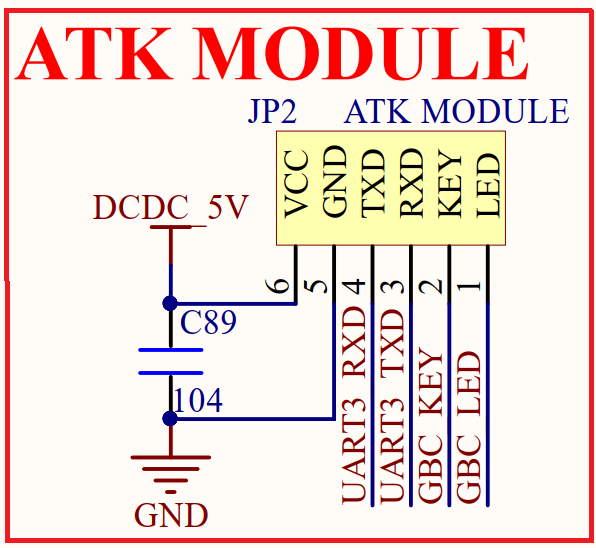 ATK MODULE
JP2
ATK MODULE
VCC
GND
TXD
RXD
KEY
LED
DCDC_5V
6
5
4
3
2
1
C89
104
UART3_RXD
UART3_TXD
GBC_KEY
GBC_LED
GND